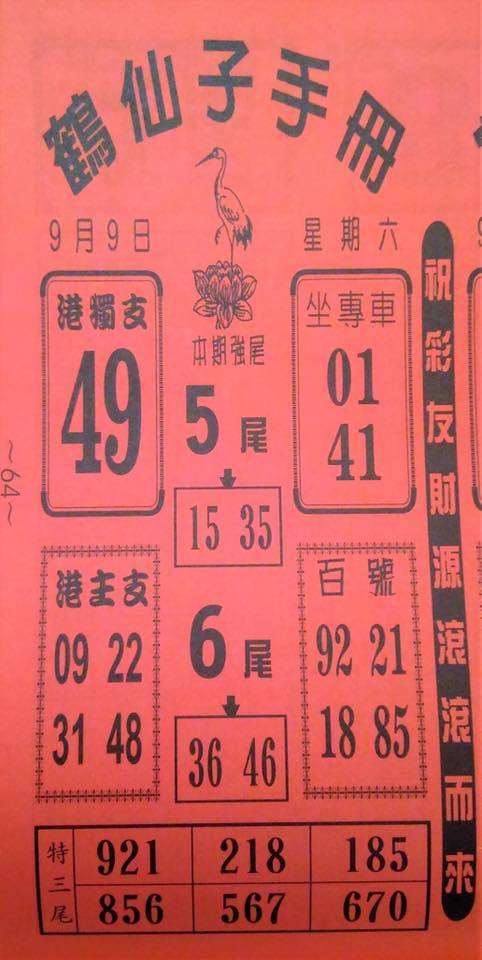 鶴仙子手冊
9月9日
星期六
港獨支
49
本期強尾
5尾
15 35
坐專車
01
41
港主支
09 22
31 48
6尾
36 46
百號
92 21
18 85
特三尾
921 218 185
856 567 670
祝彩友財源滾滾而來
~64~